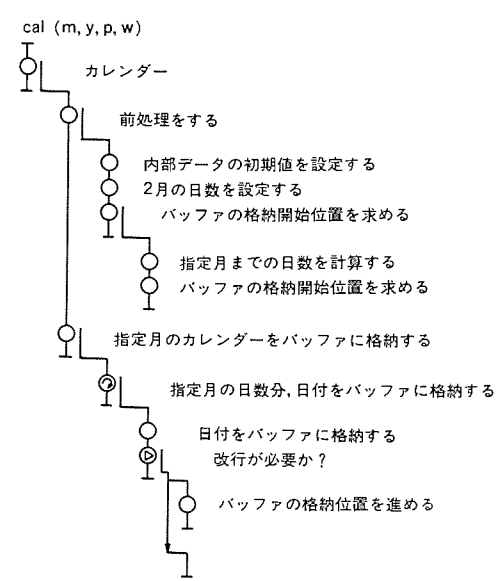 cal (m, y, p, w)
カレンダー
前処理をする
内部データの初期値を設定する
2月の日数を設定する
バッファの格納開始位置を求める
指定月までの日数を計算する
バッファの格納開始位置を求める
指定月のカレンダーをバッファに格納する
指定月の日数分,日付をバッファに格納する
日付をバッファに格納する
改行が必要か?
バッファの格納位置を進める